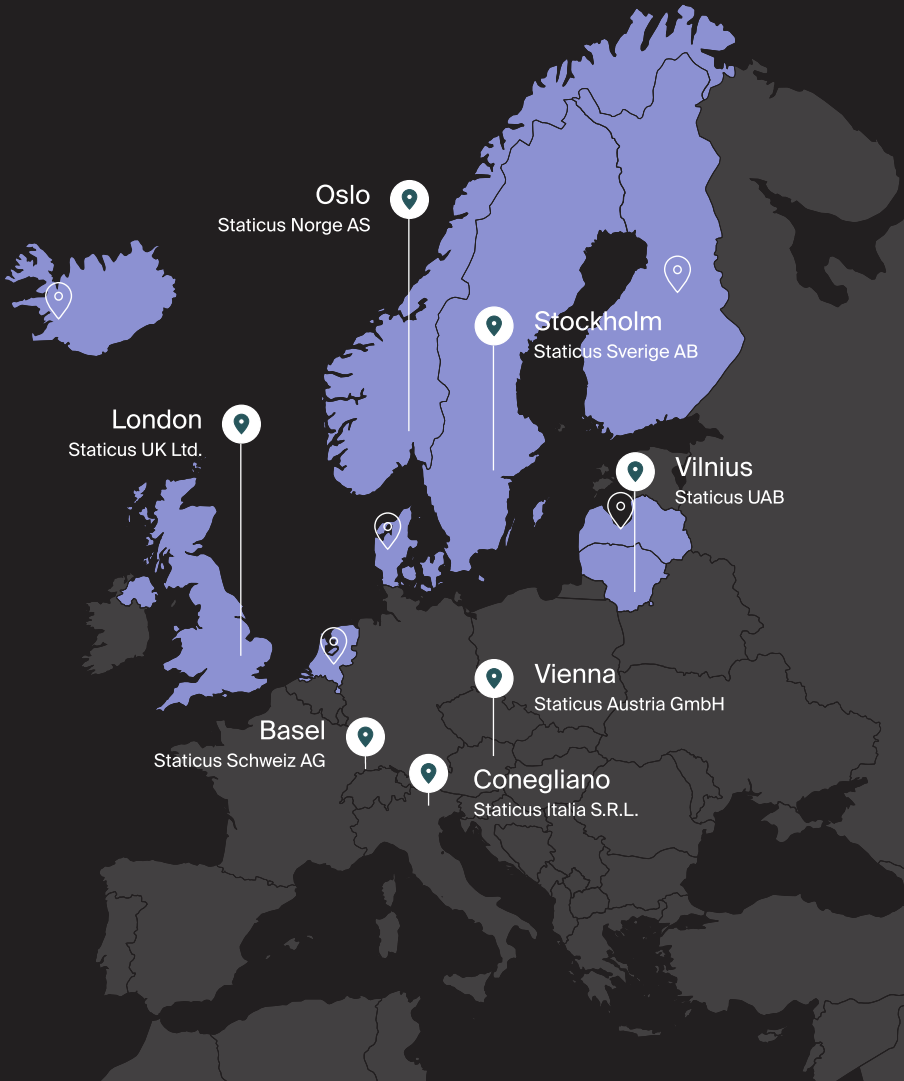 Oslo
Staticus Norge AS
Stockholm
Staticus Sverige AB
London
Staticus UK Ltd.
Vilnius
Staticus UAB
Vienna
Staticus Austria GmbH
Basel
Staticus Schweiz AG
Conegliano
Staticus Italia S.R.L.